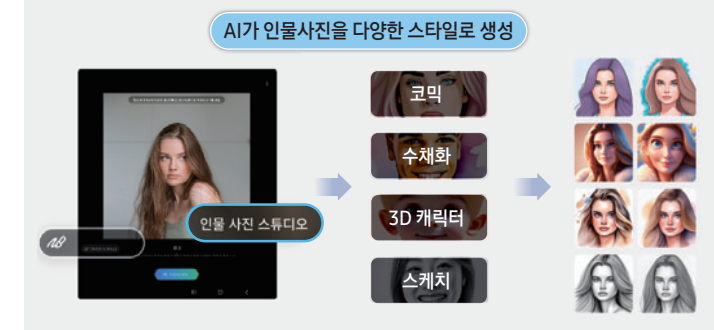 AI가 인물사진을 다양한 스타일로 생성
인물 사진 스튜디오
코믹
수채화
3D 캐릭터
스케치